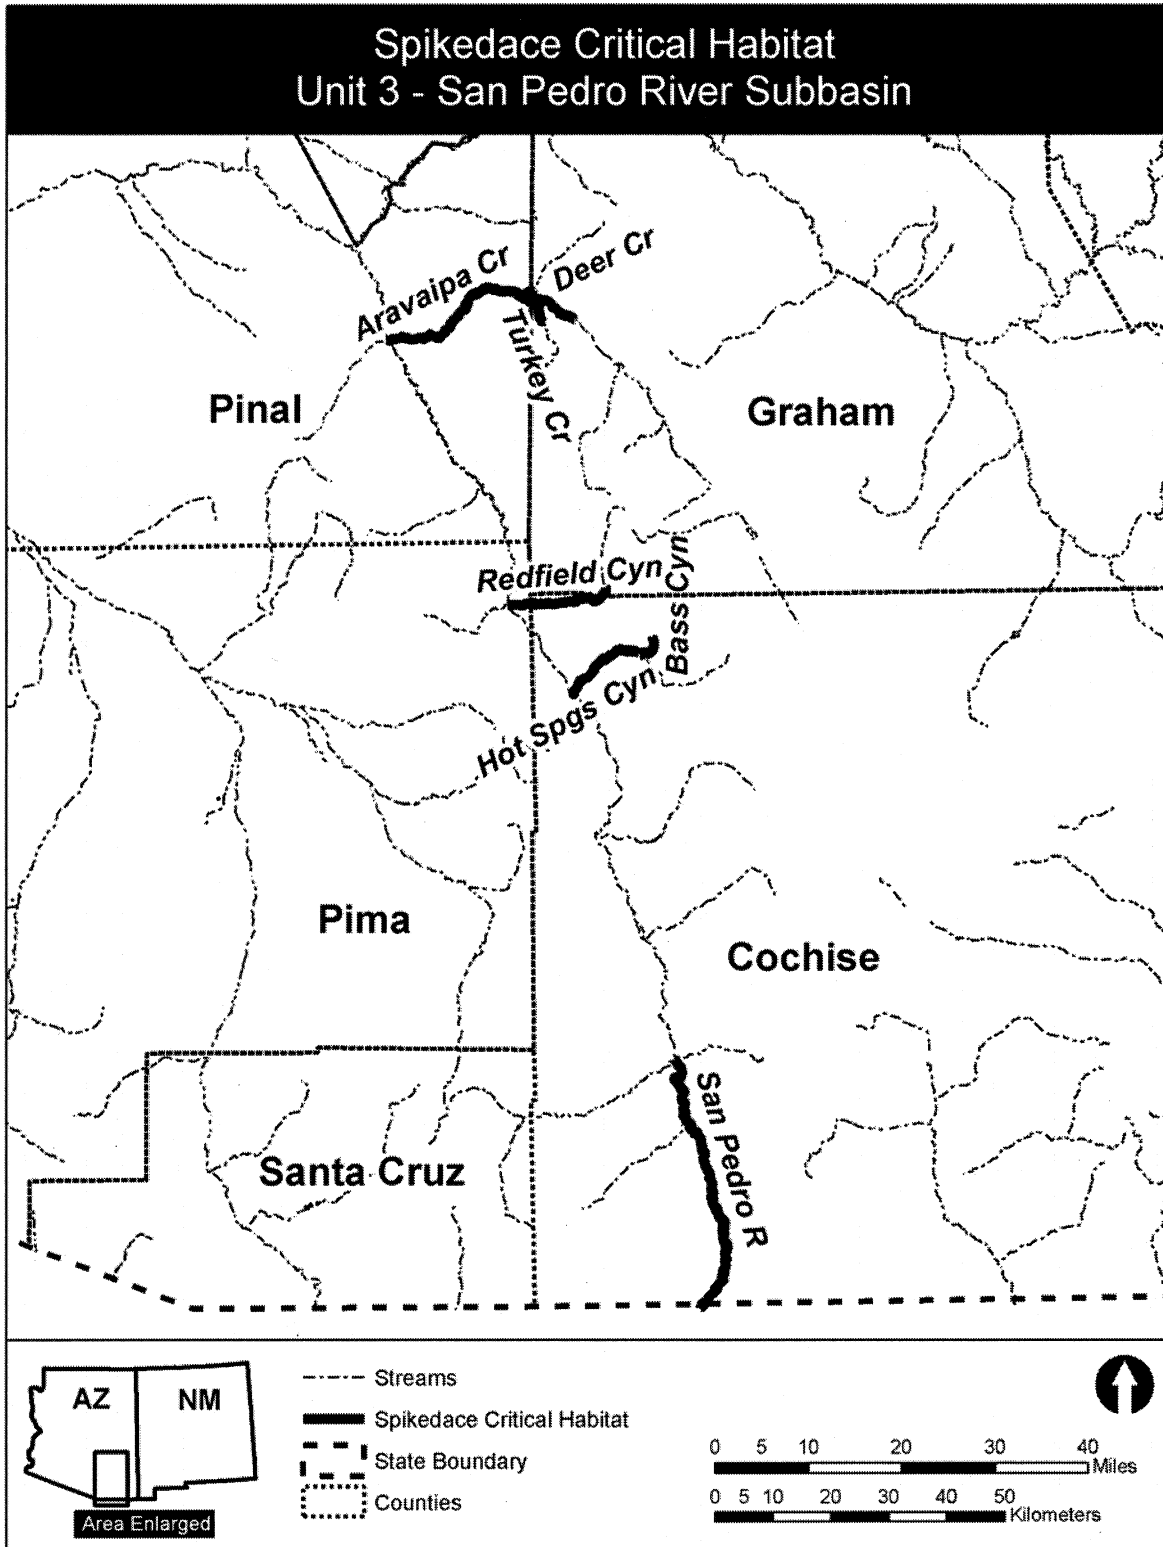 Spikedace Critical Habitat
Unit 3 - San Pedro River Subbasin
Aravaipa Cr
Deer Cr
Turkey Cr
Pinal
Graham
Redfield Cyn
Bass Cyn
Hot Spgs Cyn
Pima
Cochise
San Pedro R
Santa Cruz
AZ
NM
Area Enlarged
Streams
Spikedace Critical Habitat
State Boundary
Counties
0 5 10 20 30 40
Miles
0 5 10 20 30 40 50
Kilometers